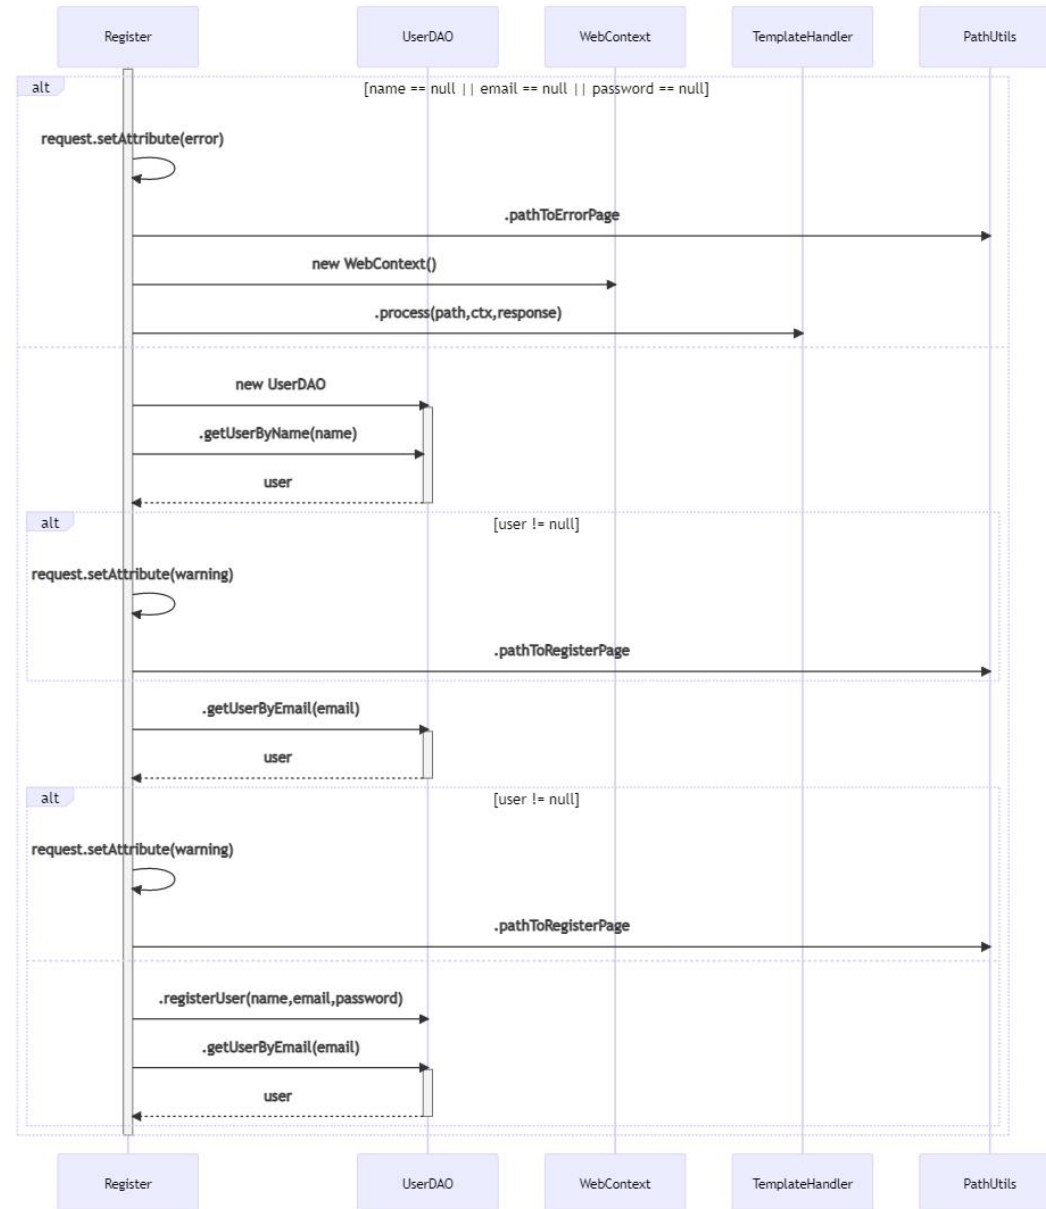 Register
UserDAO
WebContext
TemplateHandler
PathUtils
alt
[name == null || email == null || password == null]
request.setAttribute(error)
.pathToErrorPage
new WebContext()
.process(path,ctx,response)
new UserDAO
.getUserByName(name)
user
alt
[user != null]
request.setAttribute(warning)
.pathToRegisterPage
.getUserByEmail(email)
user
alt
[user != null]
request.setAttribute(warning)
.pathToRegisterPage
.registerUser(name,email,password)
.getUserByEmail(email)
user
Register
UserDAO
WebContext
TemplateHandler
PathUtils